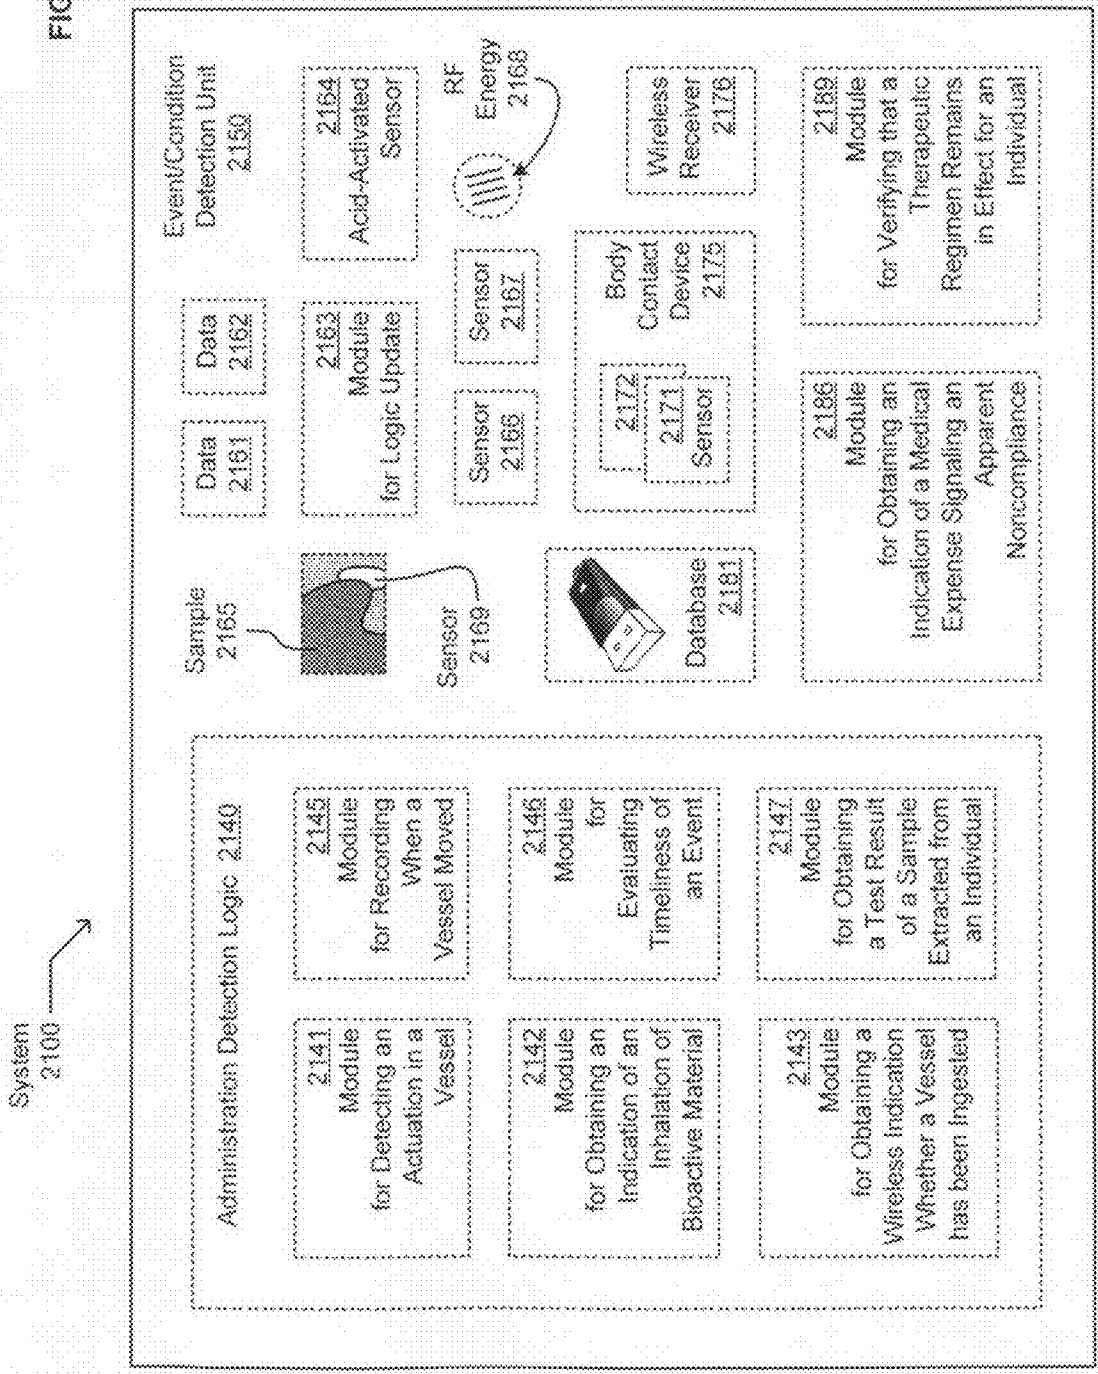 FIG
System
2100
Administration Detection Logic 2140
2141
Module
for Detecting an
Actuation in a
Vessel
2145
Module
for Recording
When a
Vessel Moved
2142
Module
for Obtaining an
Indication of an
Inhalation of
Bioactive Material
2146
Module
for
Evaluating
Timeliness of
an Event
2143
Module
for Obtaining a
Wireless Indication
Whether a Vessel
has been Ingested
2147
Module
for Obtaining
a Test Result
of a Sample
Extracted from
an Individual
Sample
2165
Sensor
2169
Data
2161
Data
2162
Event/Condition
Detection Unit
2150
2163
Module
for Logic Update
2164
Acid-Activated
Sensor
Sensor
2166
Sensor
2167
RF
Energy
2168
Database
2181
2172
2171
Sensor
Body
Contact
Device
2175
Wireless
Receiver
2176
2186
Module
for Obtaining an
Indication of a Medical
Expense Signaling an
Apparent
Noncompliance
2189
Module
for Verifying that a
Therapeutic
Regimen Remains
in Effect for an
Individual